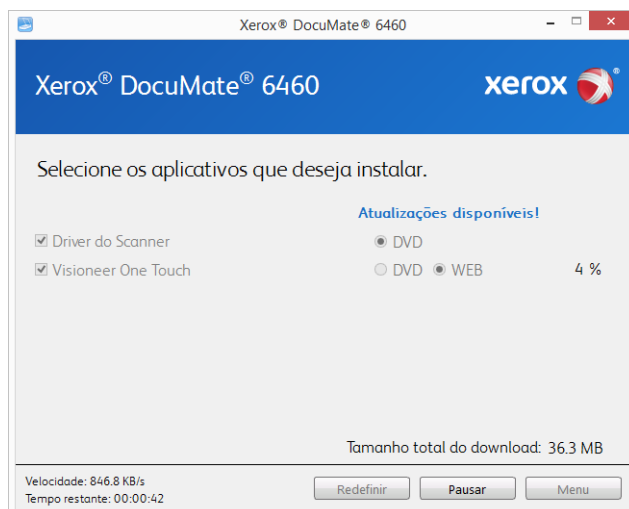 Xerox® DocuMate® 6460
Xerox® DocuMate® 6460
xerox®
Selecione os aplicativos que deseja instalar.
Atualizações disponíveis!
Driver do Scanner DVD
Visioneer One Touch DVD WEB 4 %
Tamanho total do download: 36.3 MB
Velocidade: 846.8 KB/s
Tempo restante: 00:00:42
Redefinir Pausar Menu